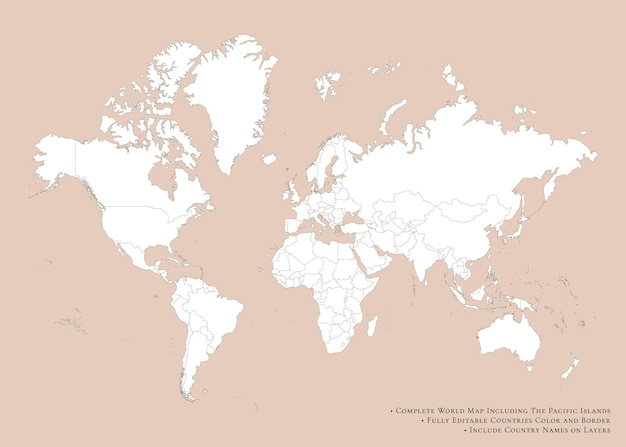 • Complete World Map Including The Pacific Islands
• Fully Editable Countries Color and Border
• Include Country Names on Layers